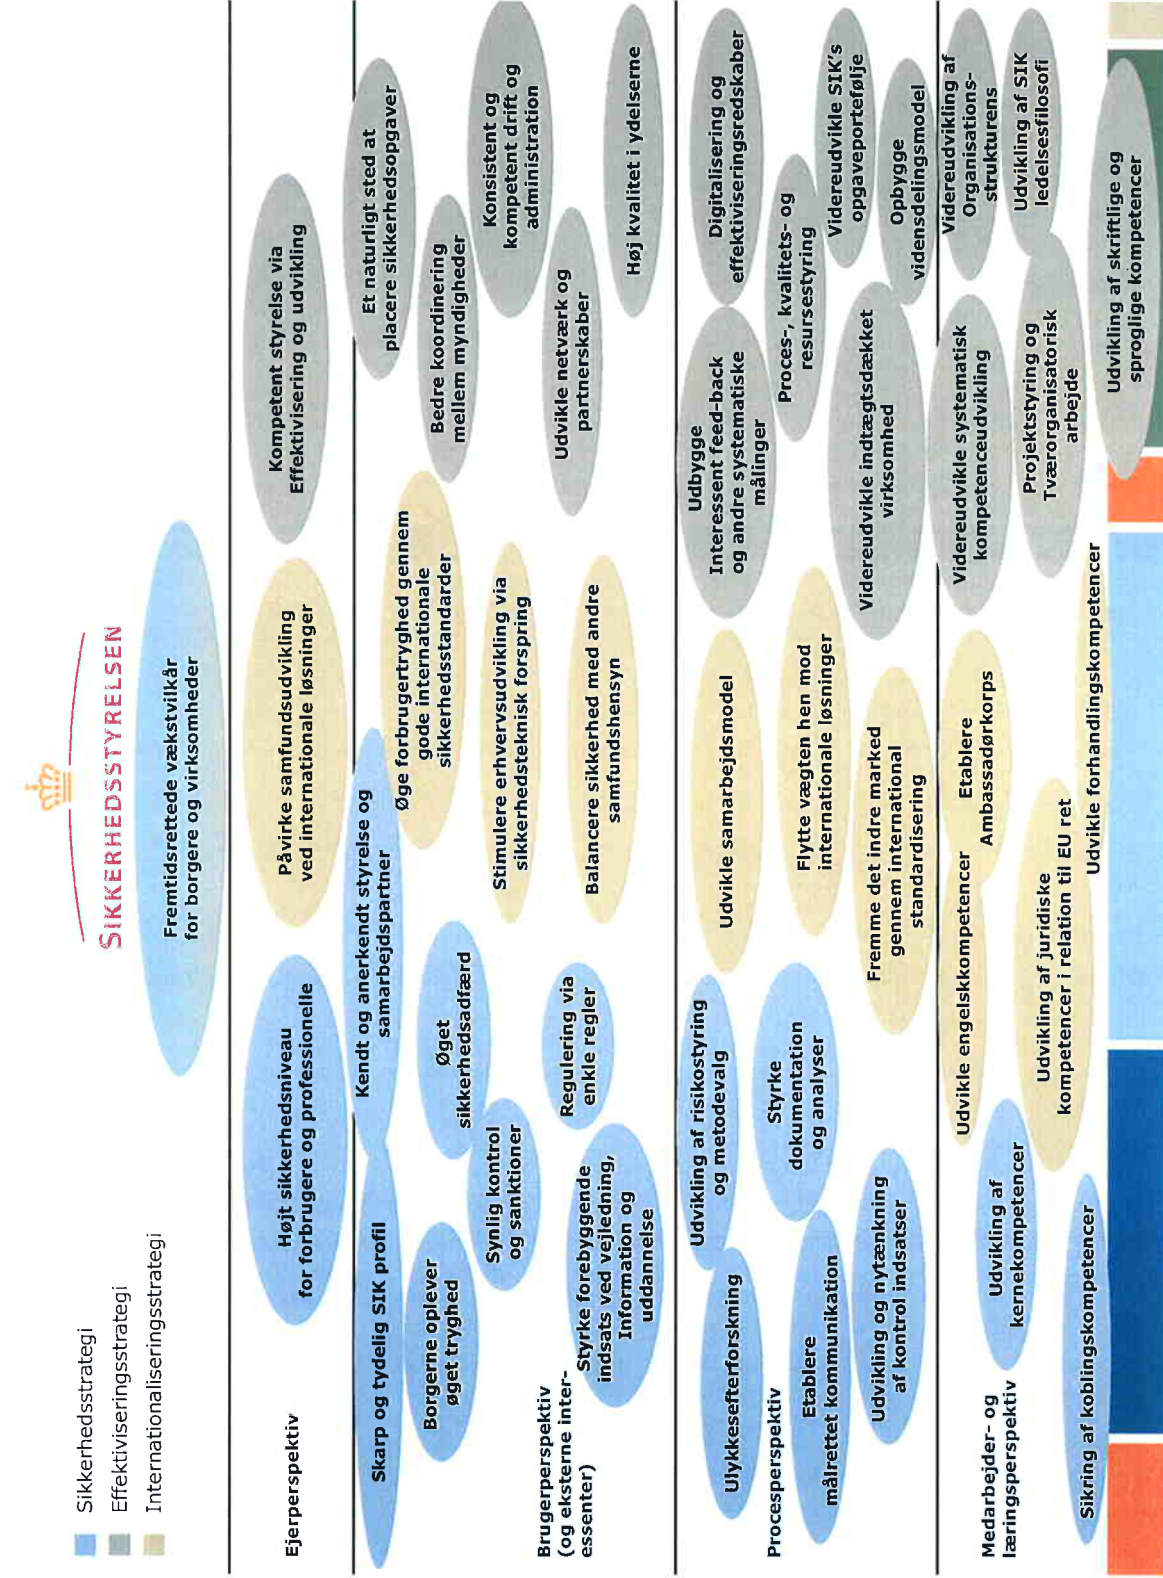 SIKKERHEDSSTYRELSEN
Sikkerhedsstrategi
Effektiviseringsstrategi
Internationaliseringsstrategi
Fremtidsrettede vækstvilkår
for borgere og virksomheder
Ejerperspektiv
Højt sikkerhedsniveau
for forbrugere og professionelle
Påvirke samfundsudvikling
ved internationale løsninger
Kompetent styrelse via
Effektivisering og udvikling
Brugerperspektiv
(og eksterne inter-
essenter)
Skarp og tydelig SIK profil
Kendt og anerkendt styrelse og
samarbejdspartner
Borgerne oplever
øget tryghed
Øget
sikkerhedsadfærd
Synlig kontrol
og sanktioner
Regulering via
enkle regler
Styrke forebyggende
indsats ved vejledning,
Information og
uddannelse
Øge forbrugertryghed gennem
gode internationale
sikkerhedsstandarder
Stimulere erhvervsudvikling via
sikkerhedsteknisk forspring
Balancere sikkerhed med andre
samfundshensyn
Et naturligt sted at
placere sikkerhedsopgaver
Bedre koordinering
mellem myndigheder
Konsistent og
kompetent drift og
administration
Udvikle netværk og
partnerskaber
Høj kvalitet i ydelserne
Procesperspektiv
Ulykkesefterforskning
Udvikling af risikostyring
og metodevalg
Etablere
målrettet kommunikation
Styrke
dokumentation
og analyser
Udvikling og nytænkning
af kontrol indsatser
Udvikle samarbejdsmodel
Flytte vægten hen mod
internationale løsninger
Fremme det indre marked
gennem international
standardisering
Udbygge
Interessent feed-back
og andre systematiske
målinger
Digitalisering og
effektiviseringsredskaber
Proces-, kvalitets- og
resursestyring
Videreudvikle SIK's
opgaveportefølje
Videreudvikle indtægtsdækket
virksomhed
Opbygge
vidensdelingsmodel
Medarbejder- og
læringsperspektiv
Udvikling af
kernekompetencer
Sikring af koblingskompetencer
Udvikle engelskkompetencer
Etablere
Ambassadørkorps
Udvikling af juridiske
kompetencer i relation til EU ret
Udvikle forhandlingskompetencer
Videreudvikle systematisk
kompetenceudvikling
Videreudvikling af
Organisations-
strukturens
Projektstyring og
Tværorganisatorisk
arbejde
Udvikling af SIK
ledelsesfilosofi
Udvikling af skriftlige og
sproglige kompetencer